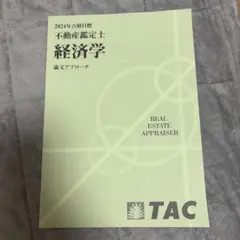 2024年合格目標
不動産鑑定士
経済学
論文アプローチ
REAL
ESTATE
APPRAISER
TAC